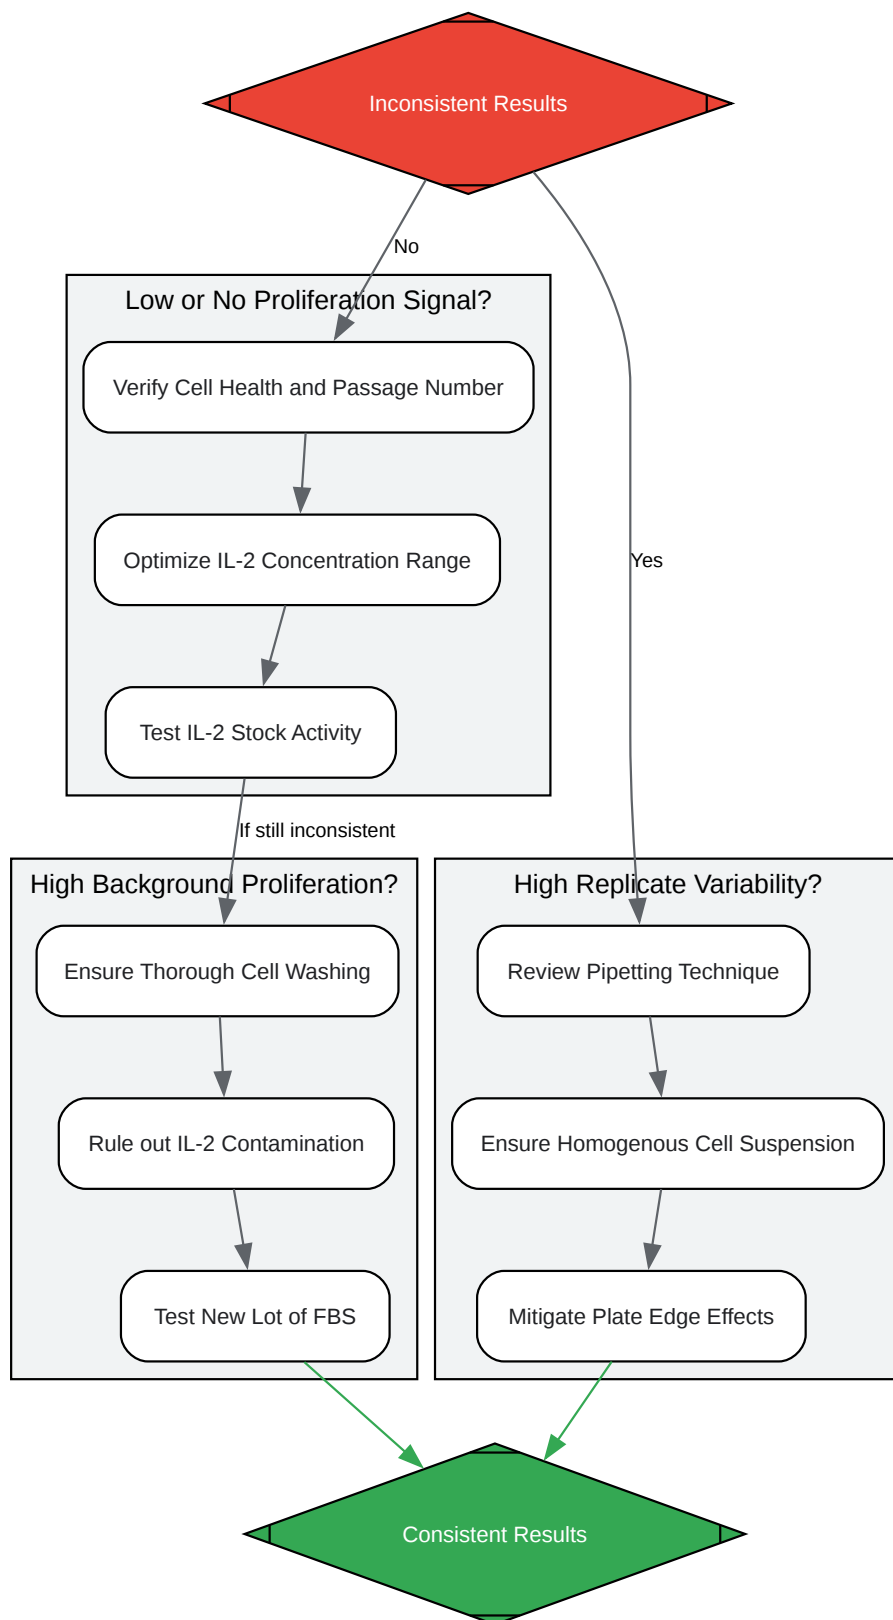 Inconsistent Results
No
Low or No Proliferation Signal?
Verify Cell Health and Passage Number
Optimize IL-2 Concentration Range
Yes
Test IL-2 Stock Activity
If still inconsistent
High Background Proliferation?
High Replicate Variability?
Ensure Thorough Cell Washing
Review Pipetting Technique
Rule out IL-2 Contamination
Ensure Homogenous Cell Suspension
Test New Lot of FBS
Mitigate Plate Edge Effects
Consistent Results